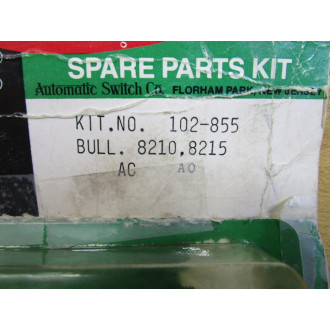 SPARE PARTS KIT
Automatic Switch Co. FLORHAM PARK, NEW JERSEY
KIT.NO. 102-855
BULL. 8210,8215
AC AO